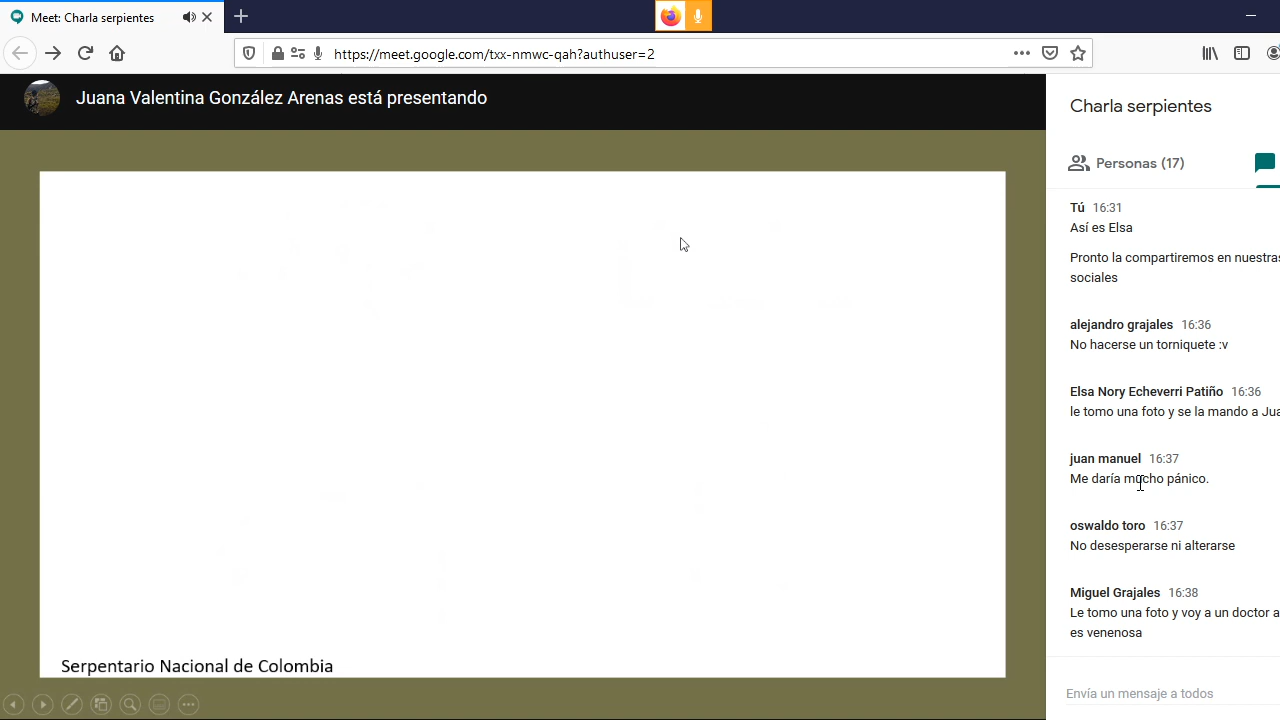 Meet: Charla serpientes
https://meet.google.com/txx-nmwc-qah?authuser=2
Juana Valentina González Arenas está presentando
Serpentario Nacional de Colombia
Charla serpientes
Personas (17)
Tú 16:31
Así es Elsa
Pronto la compartiremos en nuestras
sociales
alejandro grajales 16:36
No hacerse un torniquete :v
Elsa Nory Echeverri Patiño 16:36
le tomo una foto y se la mando a
juan manuel 16:37
Me daría mucho pánico.
oswaldo toro 16:37
No desesperarse ni alterarse
Miguel Grajales 16:38
Le tomo una foto y voy a un doctor a
es venenosa
Envía un mensaje a todos